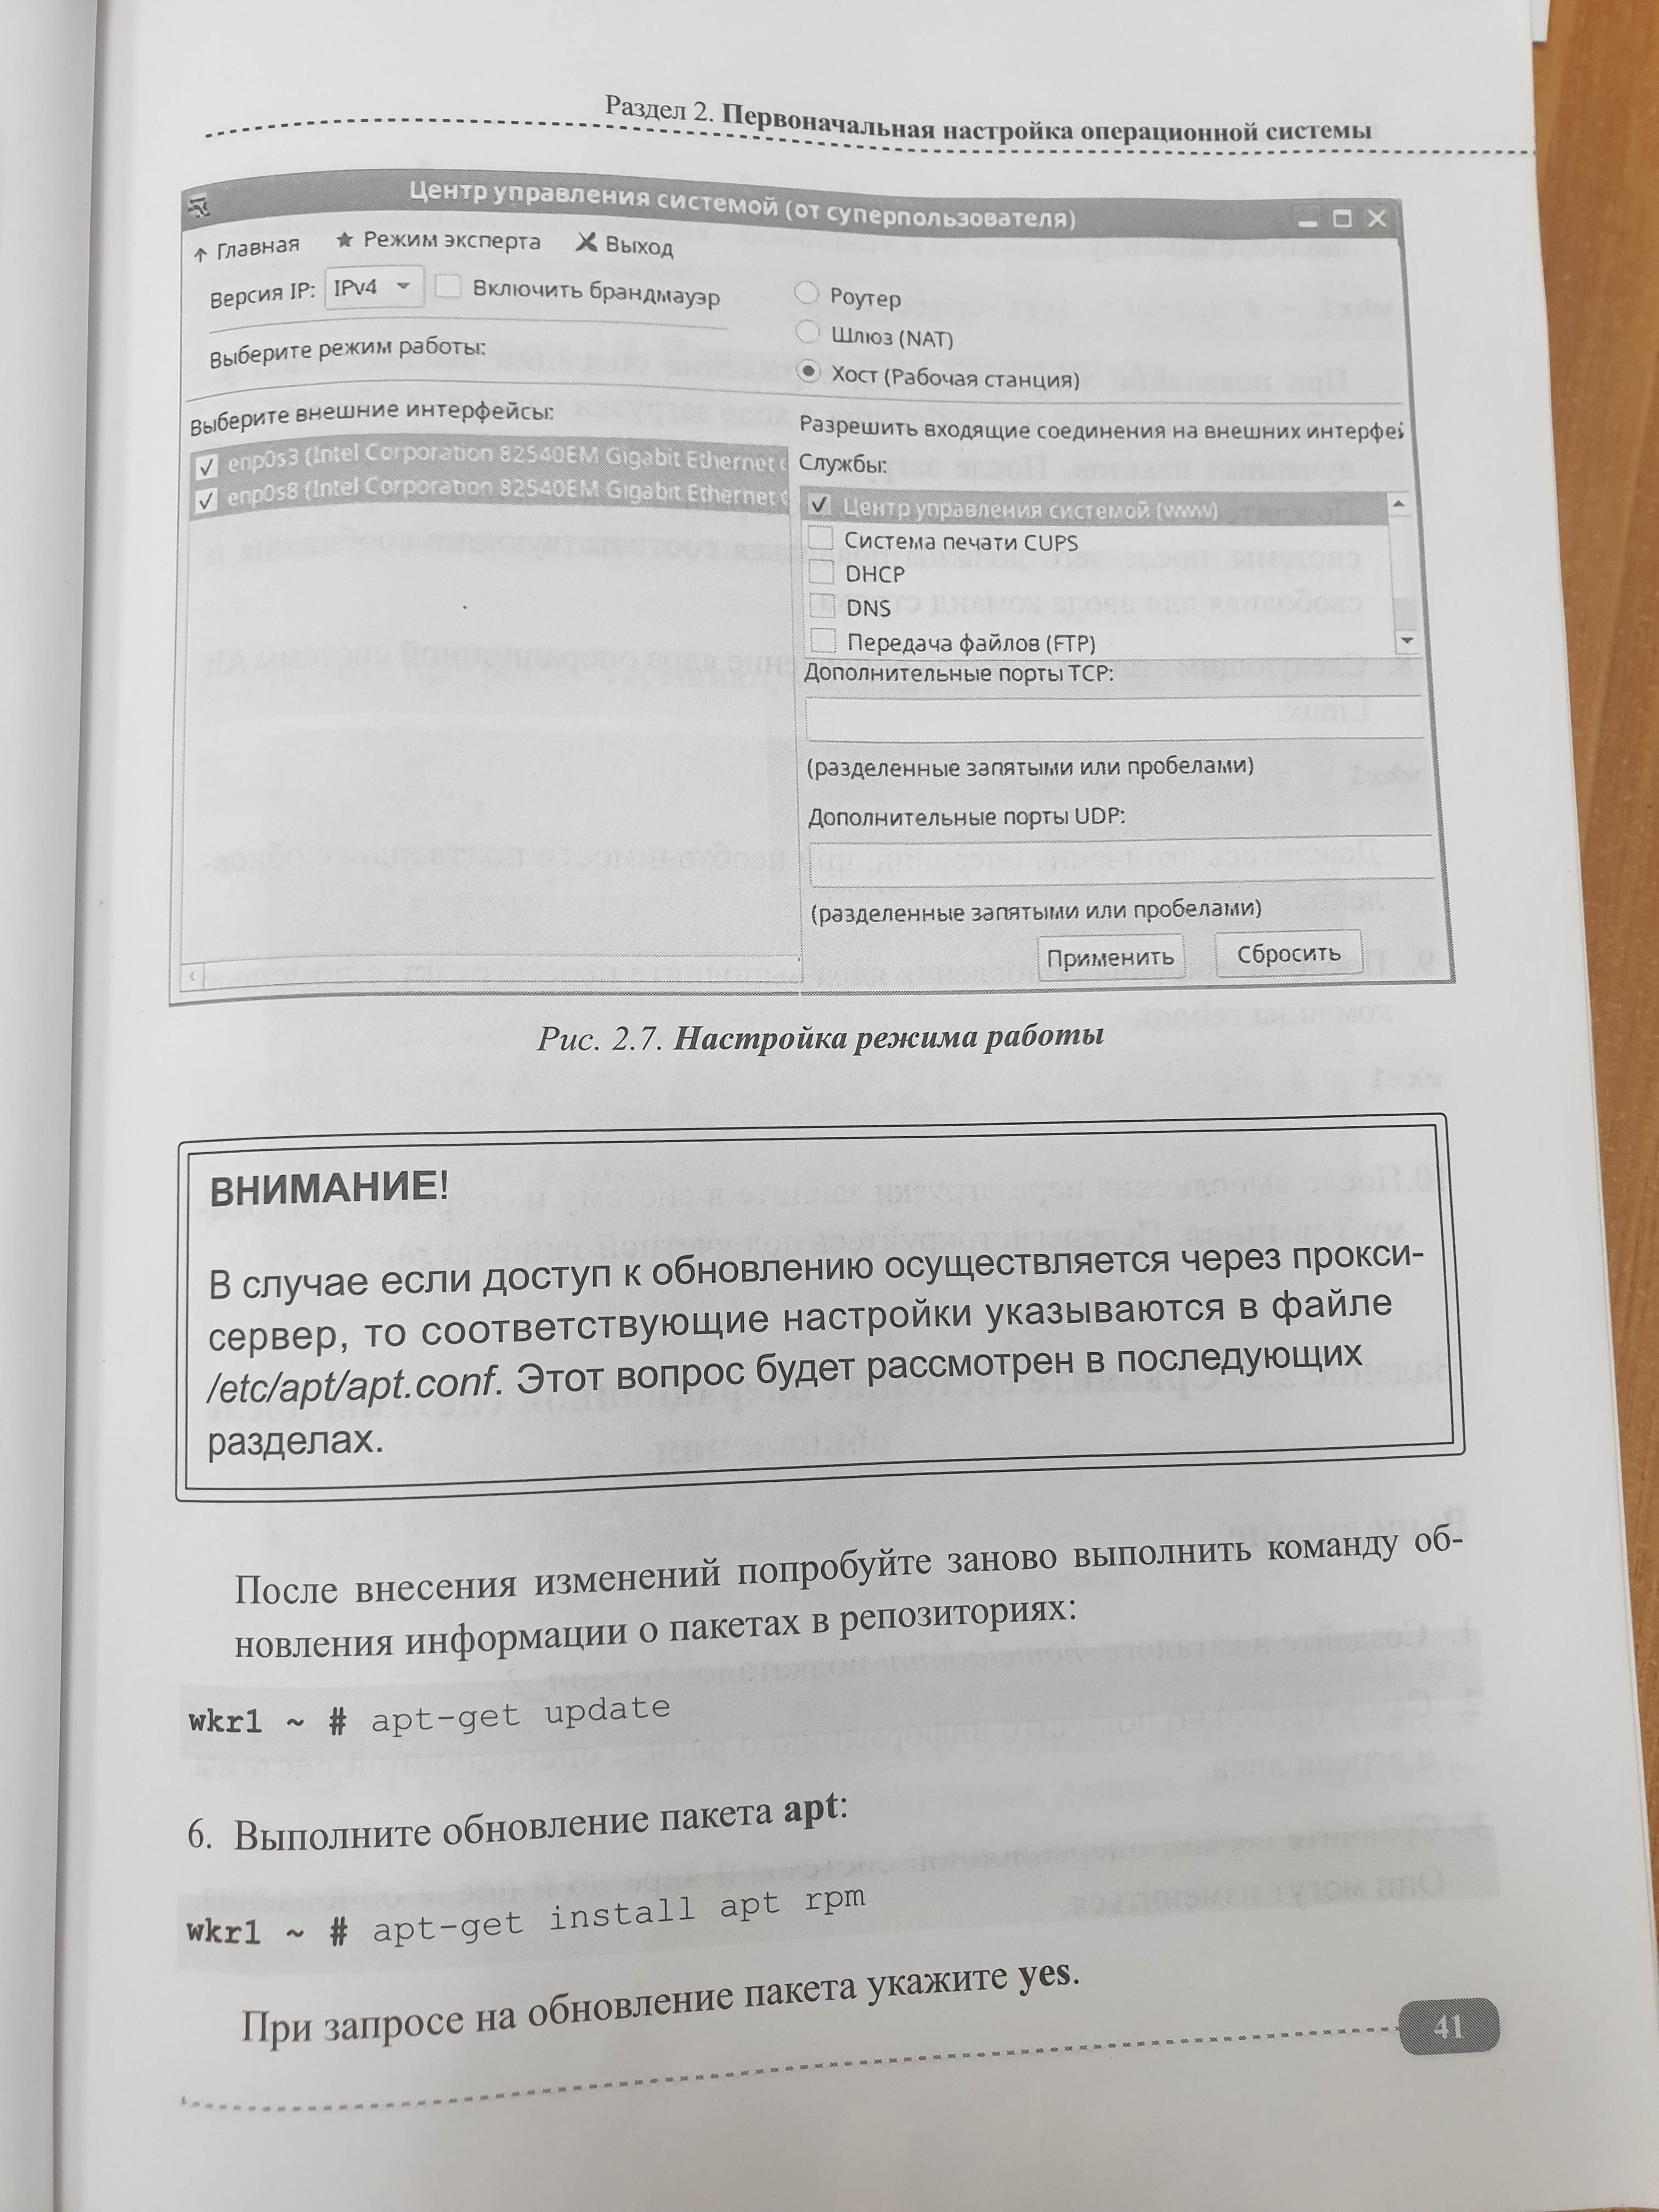 Раздел 2. Первоначальная настройка операционной системы
Центр управления системой (от суперпользователя)
Главная Режим эксперта Выход
Версия IP: IPv4 Включить брандмауэр
Выберите режим работы:
Роутер
Шлюз (NAT)
Хост (Рабочая станция)
Выберите внешние интерфейсы:
enp0s3 (Intel Corporation 82540EM Gigabit Ethernet
enp0s8 (Intel Corporation 82540EM Gigabit Ethernet
Разрешить входящие соединения на внешних
Службы:
Центр управления системой (www)
Система печати CUPS
DHCP
DNS
Передача файлов (FTP)
Дополнительные порты TCP:
(разделенные запятыми или пробелами)
Дополнительные порты UDP:
(разделенные запятыми или пробелами)
Применить Сбросить
Рис. 2.7. Настройка режима работы
ВНИМАНИЕ!
В случае если доступ к обновлению осуществляется через прокси-
сервер, то соответствующие настройки указываются в файле
/etc/apt/apt.conf. Этот вопрос будет рассмотрен в последующих
разделах.
После внесения изменений попробуйте заново выполнить команду об-
новления информации о пакетах в репозиториях:
wkr1 ~ # apt-get update
6. Выполните обновление пакета apt:
wkr1 ~ # apt-get install apt rpm
При запросе на обновление пакета укажите yes.
41